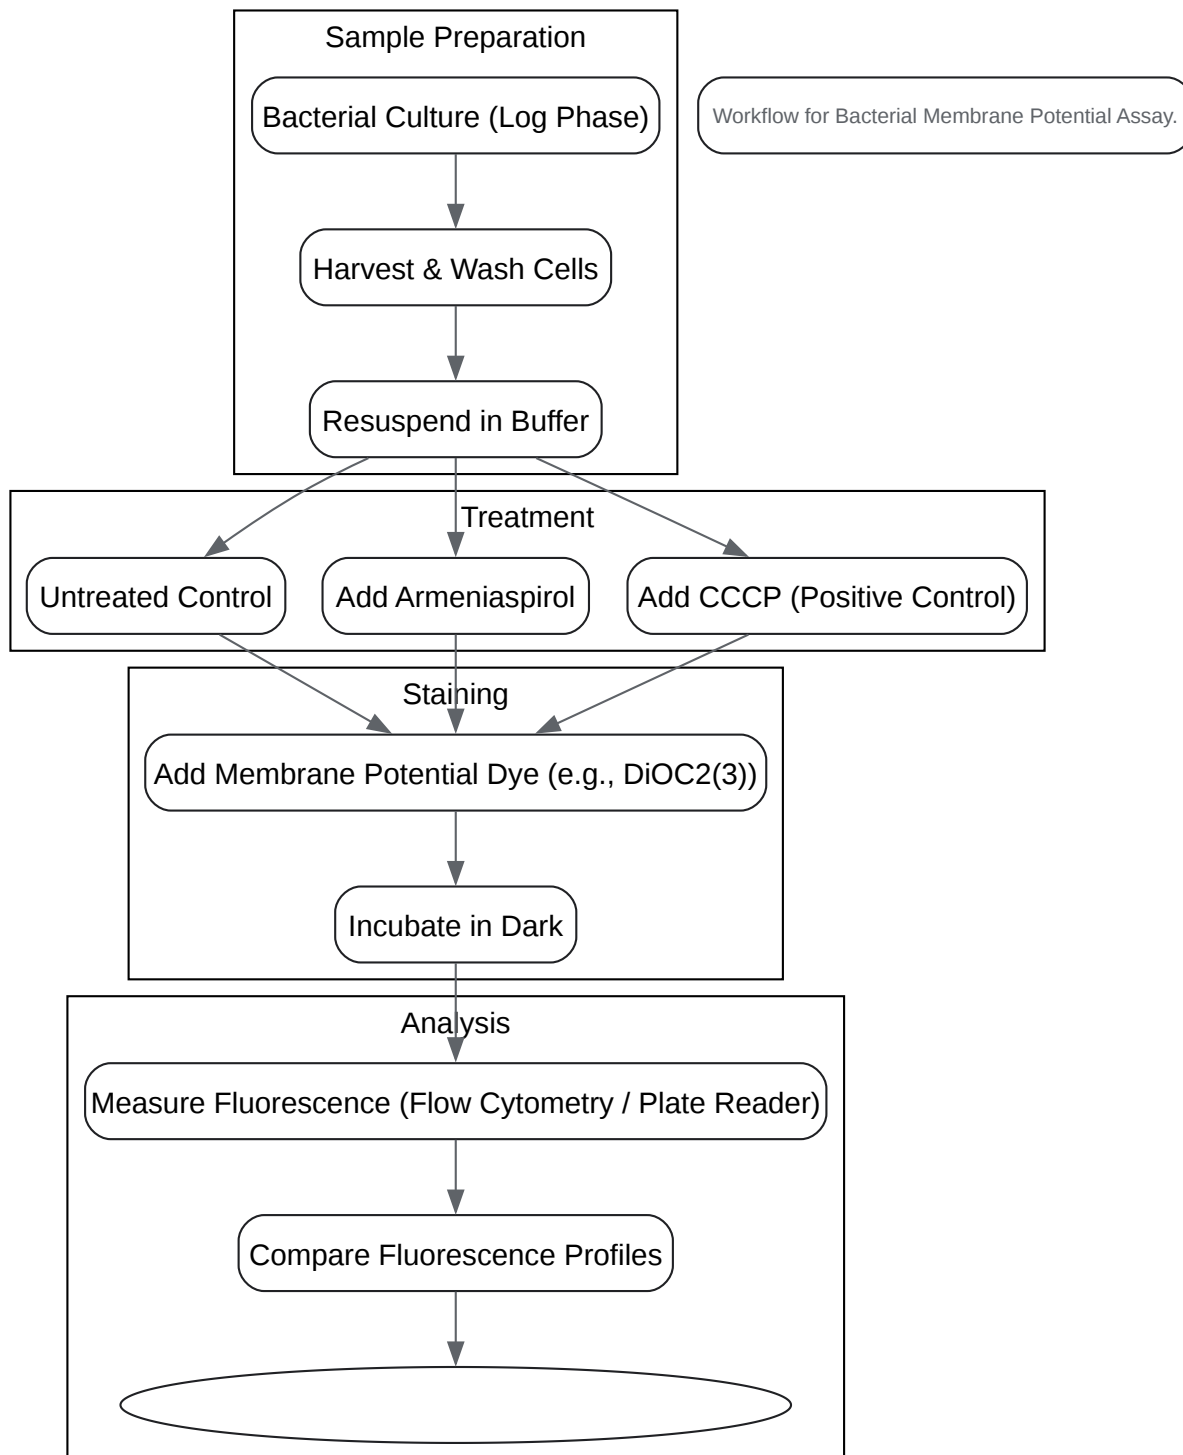 Sample Preparation
Bacterial Culture (Log Phase)
Workflow for Bacterial Membrane Potential Assay.
Harvest & Wash Cells
Resuspend in Buffer
Treatment
Untreated Control
Add Armeniaspirol
Add CCCP (Positive Control)
Staining
Add Membrane Potential Dye (e.g., DiOC2(3))
Incubate in Dark
Analysis
Measure Fluorescence (Flow Cytometry / Plate Reader)
Compare Fluorescence Profiles